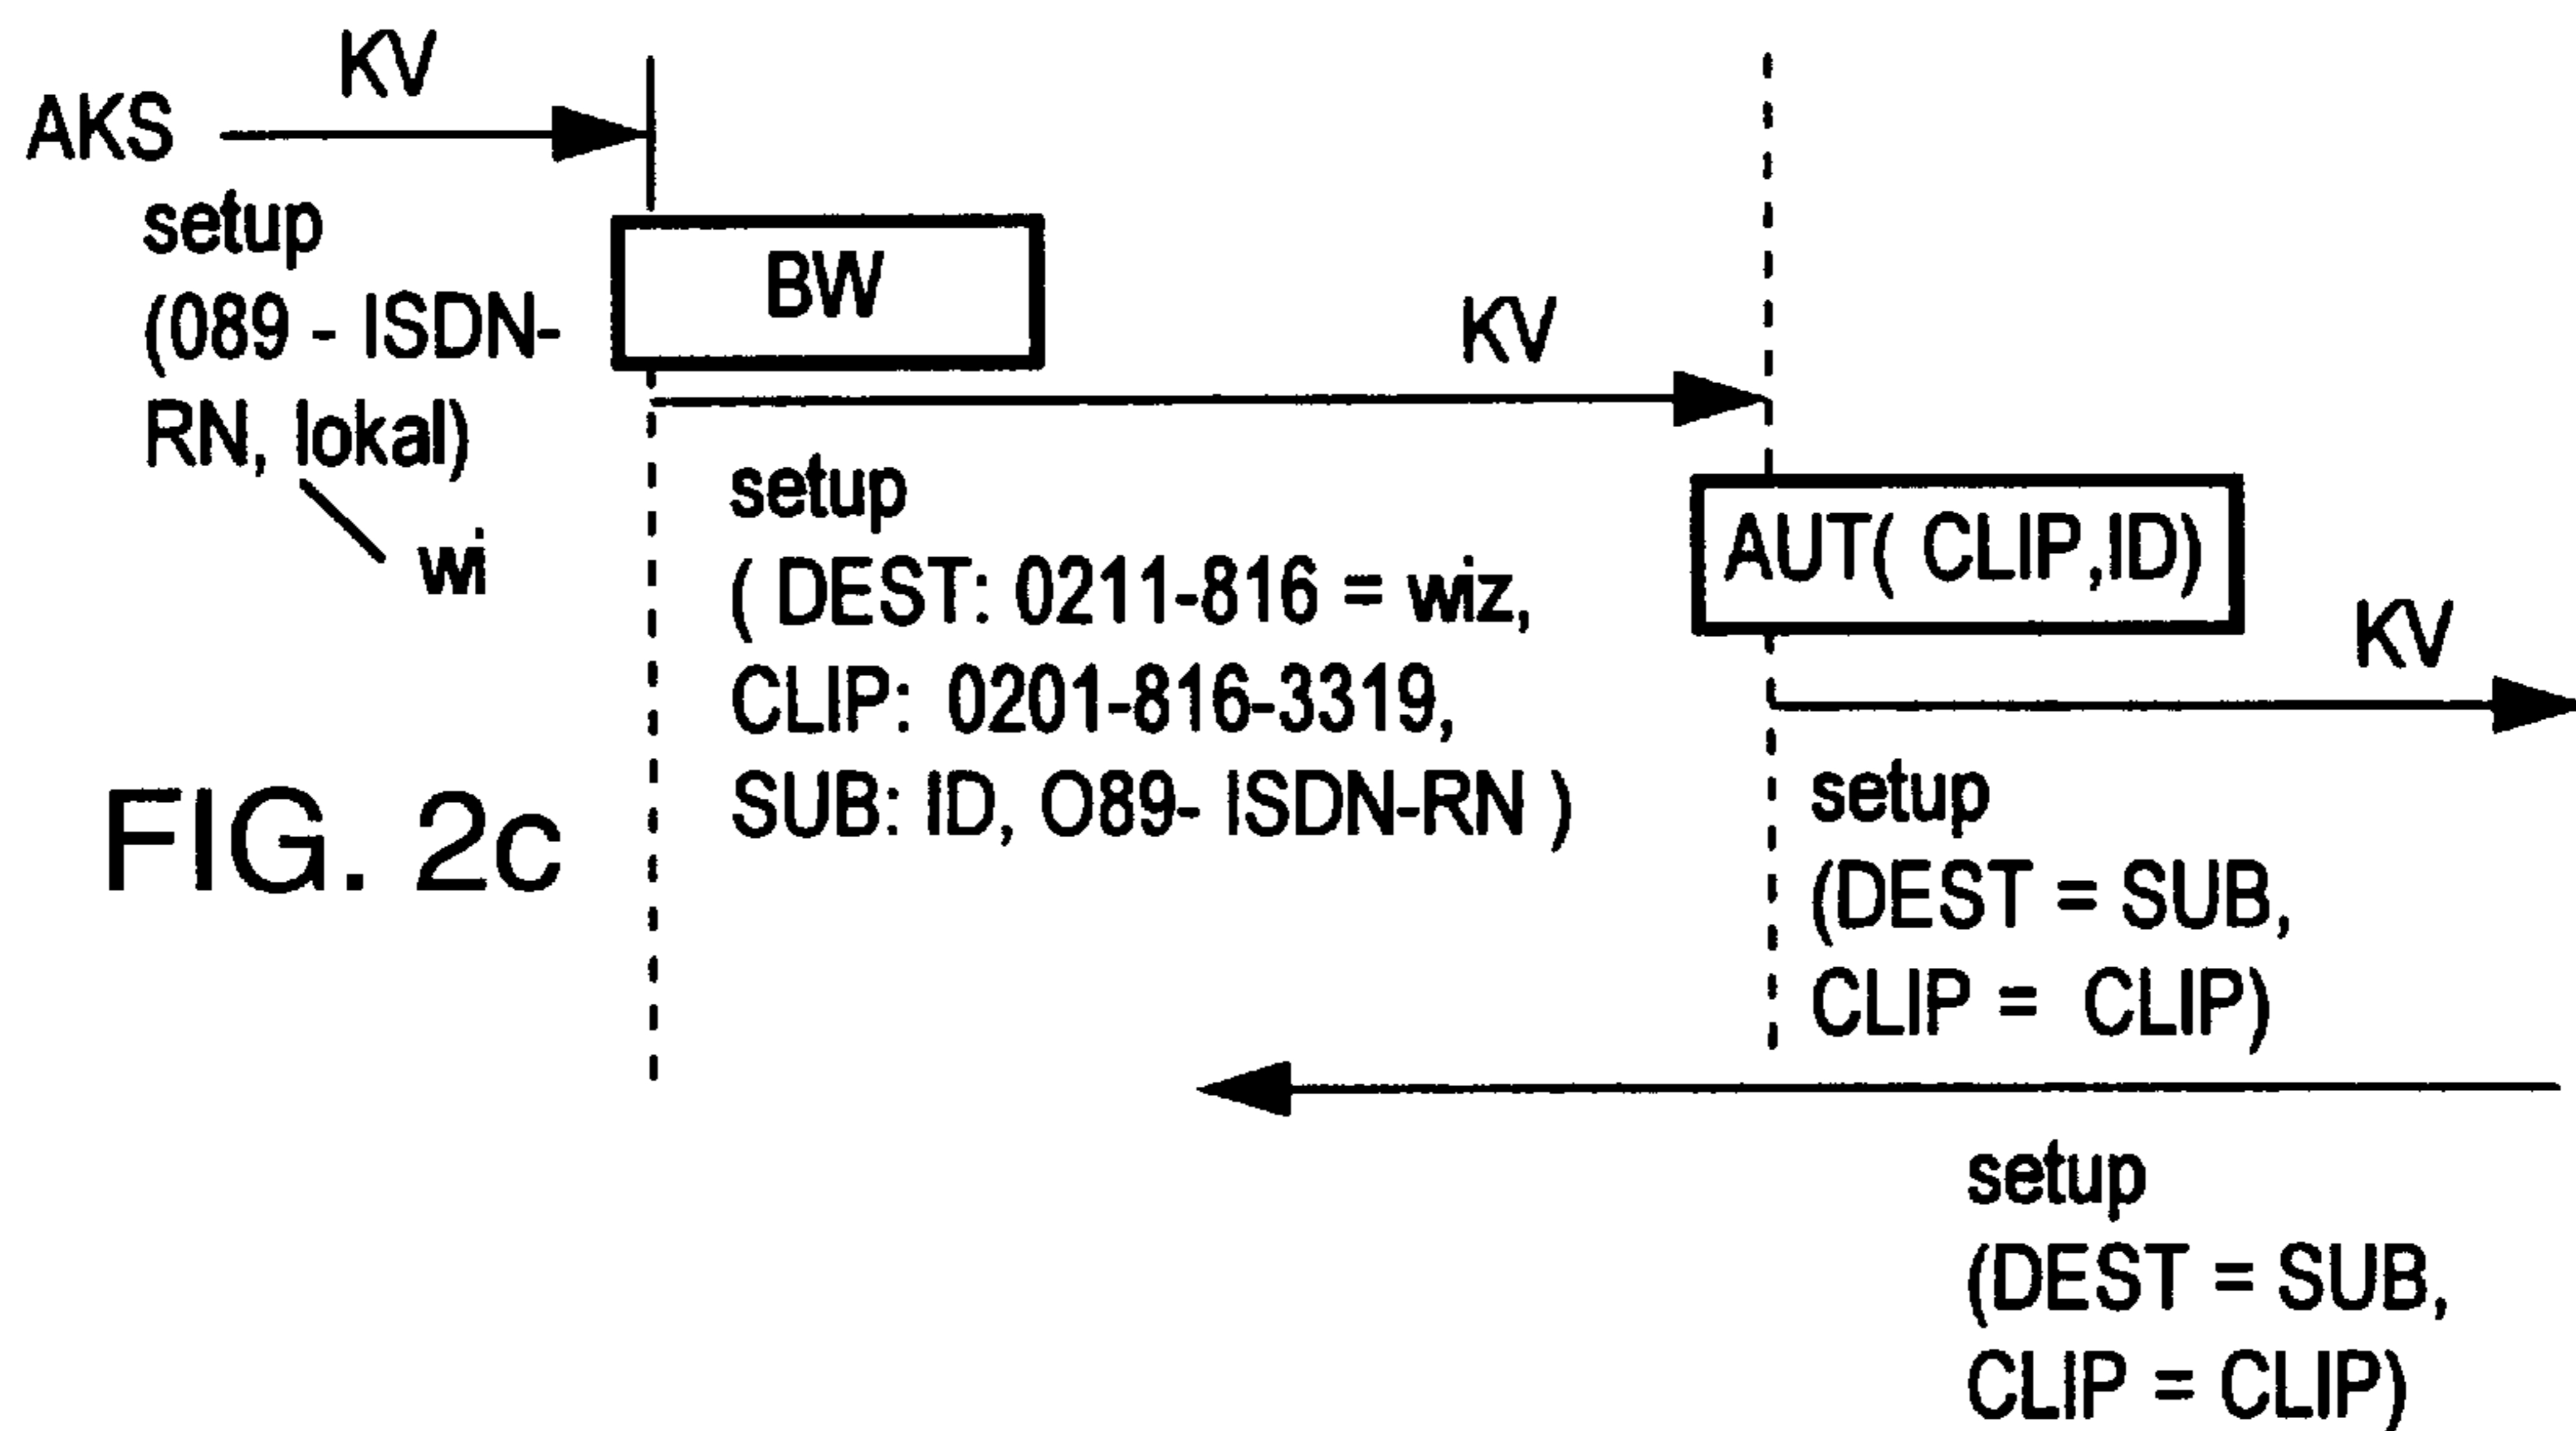 KV
AKS
setup
(089 - ISDN-
RN, lokal)
wi
BW
KV
setup
( DEST: 0211-816 = wiz,
CLIP: 0201-816-3319,
SUB: ID, O89- ISDN-RN )
AUT( CLIP,ID)
KV
setup
(DEST = SUB,
CLIP = CLIP)
setup
(DEST = SUB,
CLIP = CLIP)
FIG. 2c